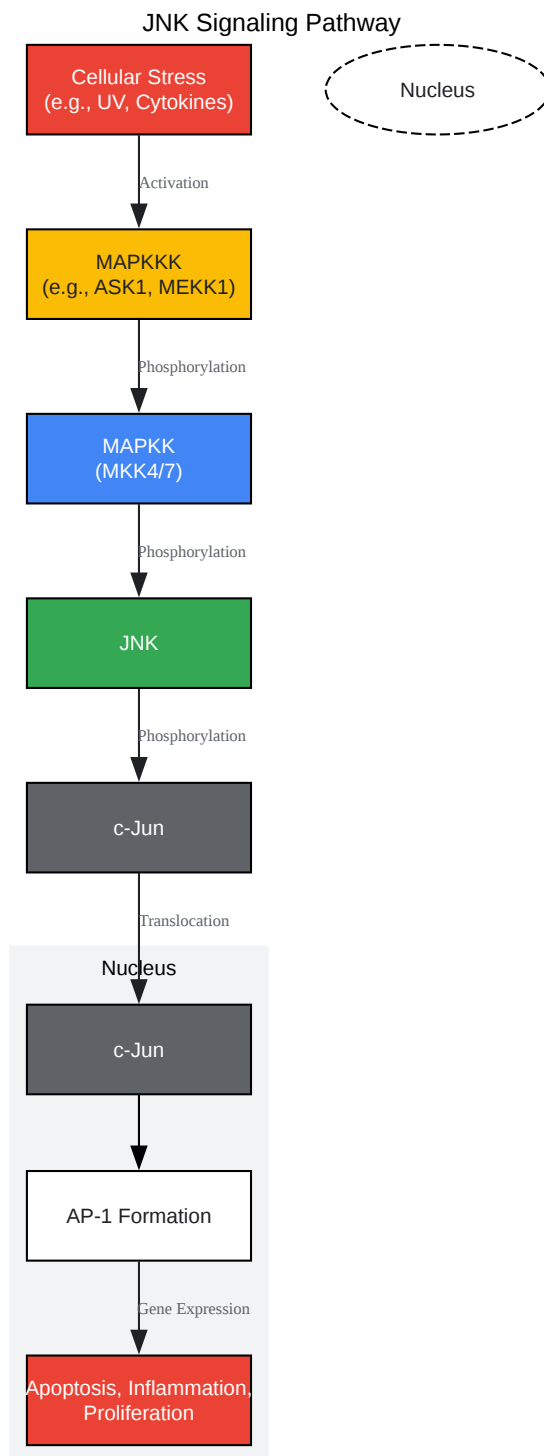 JNK Signaling Pathway
Cellular Stress
(e.g., UV, Cytokines)
Nucleus
Activation
MAPKKK
(e.g., ASK1, MEKK1)
Phosphorylation
MAPKK
(MKK4/7)
Phosphorylation
JNK
Phosphorylation
c-Jun
Translocation
Nucleus
c-Jun
AP-1 Formation
Gene Expression
Apoptosis, Inflammation,
Proliferation